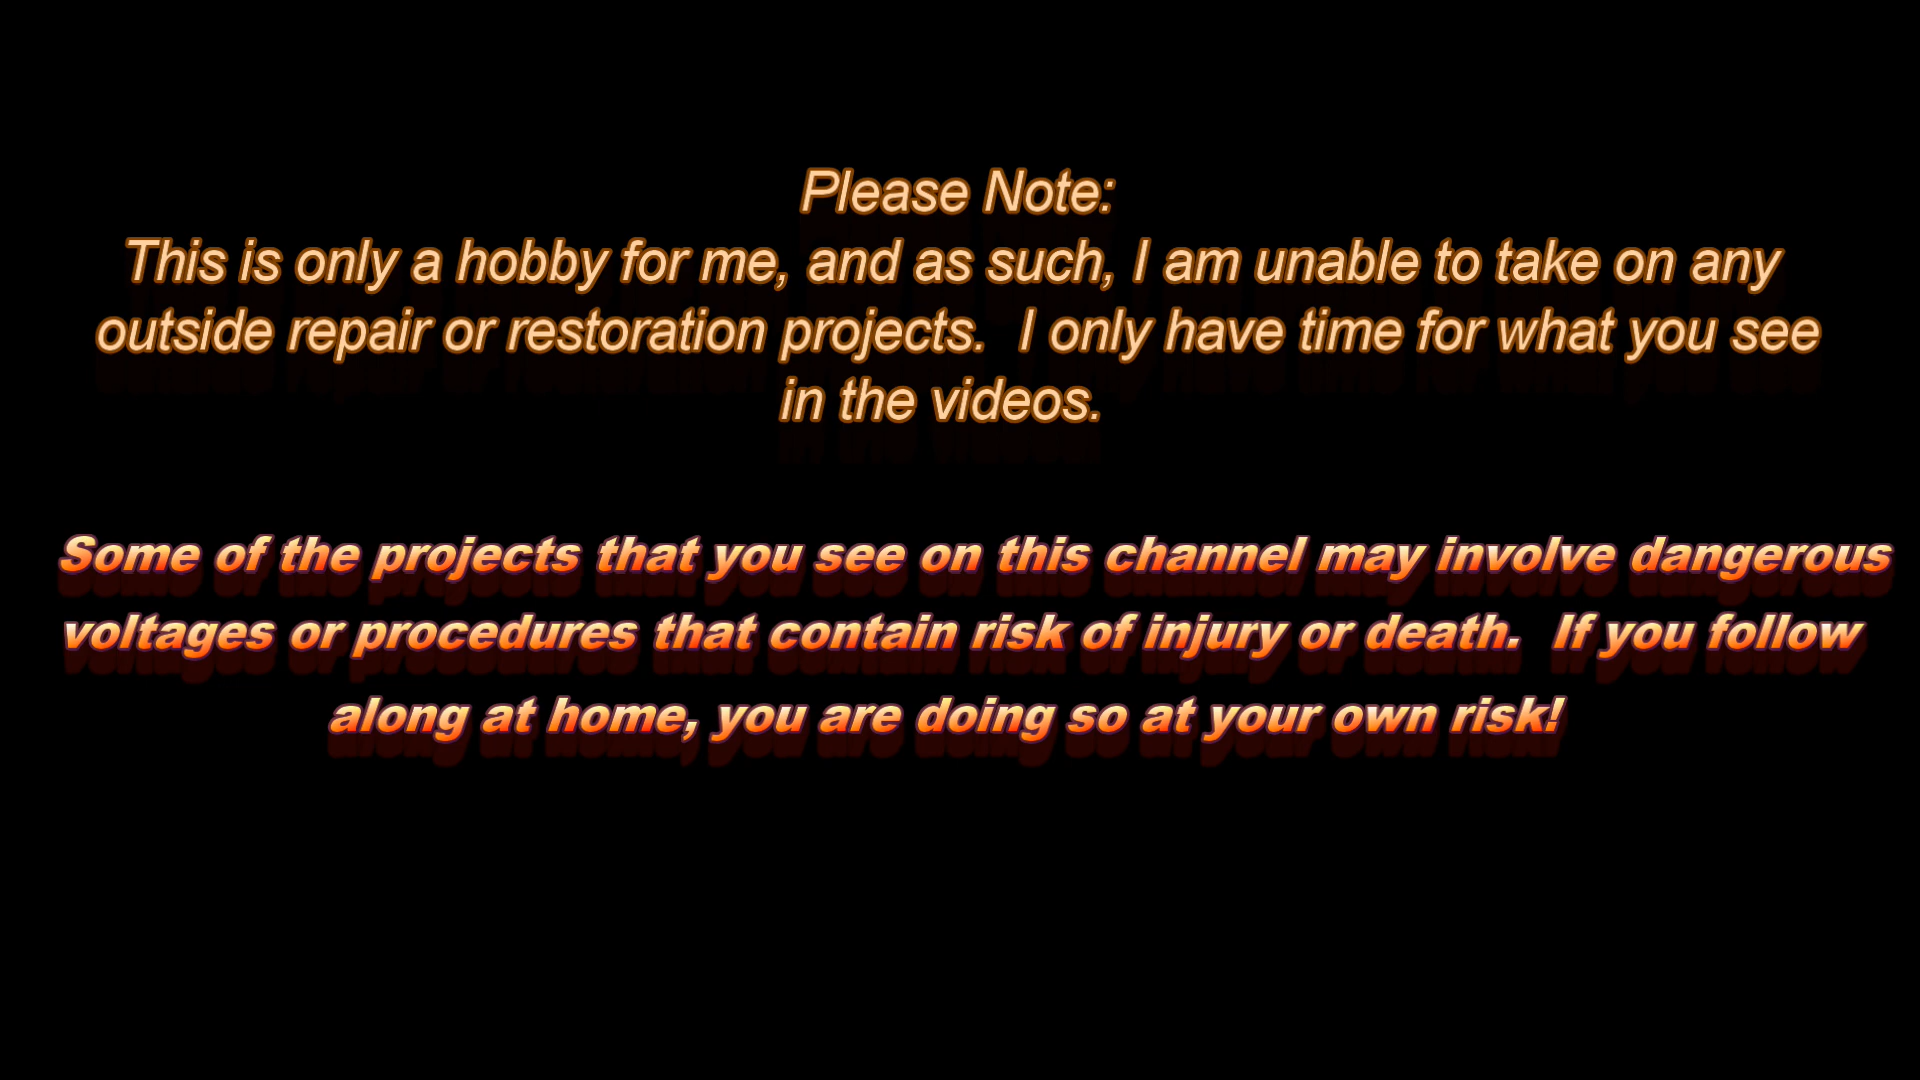 Please Note:
This is only a hobby for me, and as such, I am unable to take on any
outside repair or restoration projects.  I only have time for what you see
in the videos.
Some of the projects that you see on this channel may involve dangerous
voltages or procedures that contain risk of injury or death.  If you follow
along at home, you are doing so at your own risk!